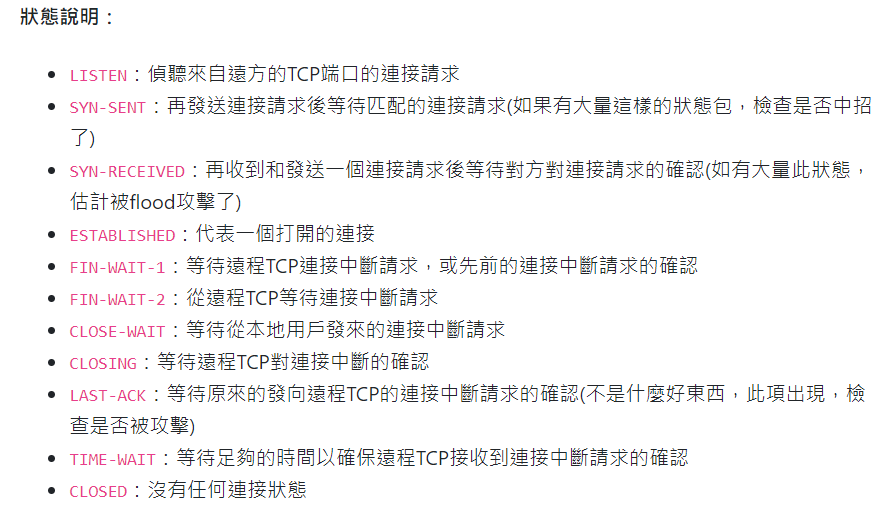 狀態說明：
LISTEN：偵聽來自遠方的TCP端口的連接請求
SYN-SENT：再發送連接請求後等待匹配的連接請求(如果有大量這樣的狀態包，檢查是否中招
了)
SYN-RECEIVED：再收到和發送一個連接請求後等待對方對連接請求的確認(如有大量此狀態，
估計被flood攻擊了)
ESTABLISHED：代表一個打開的連接
FIN-WAIT-1：等待遠程TCP連接中斷請求，或先前的連接中斷請求的確認
FIN-WAIT-2：從遠程TCP等待連接中斷請求
CLOSE-WAIT：等待從本地用戶發來的連接中斷請求
CLOSING：等待遠程TCP對連接中斷的確認
LAST-ACK：等待原來的發向遠程TCP的連接中斷請求的確認(不是什麼好東西，此項出現，檢
查是否被攻擊)
TIME-WAIT：等待足夠的時間以確保遠程TCP接收到連接中斷請求的確認
CLOSED：沒有任何連接狀態